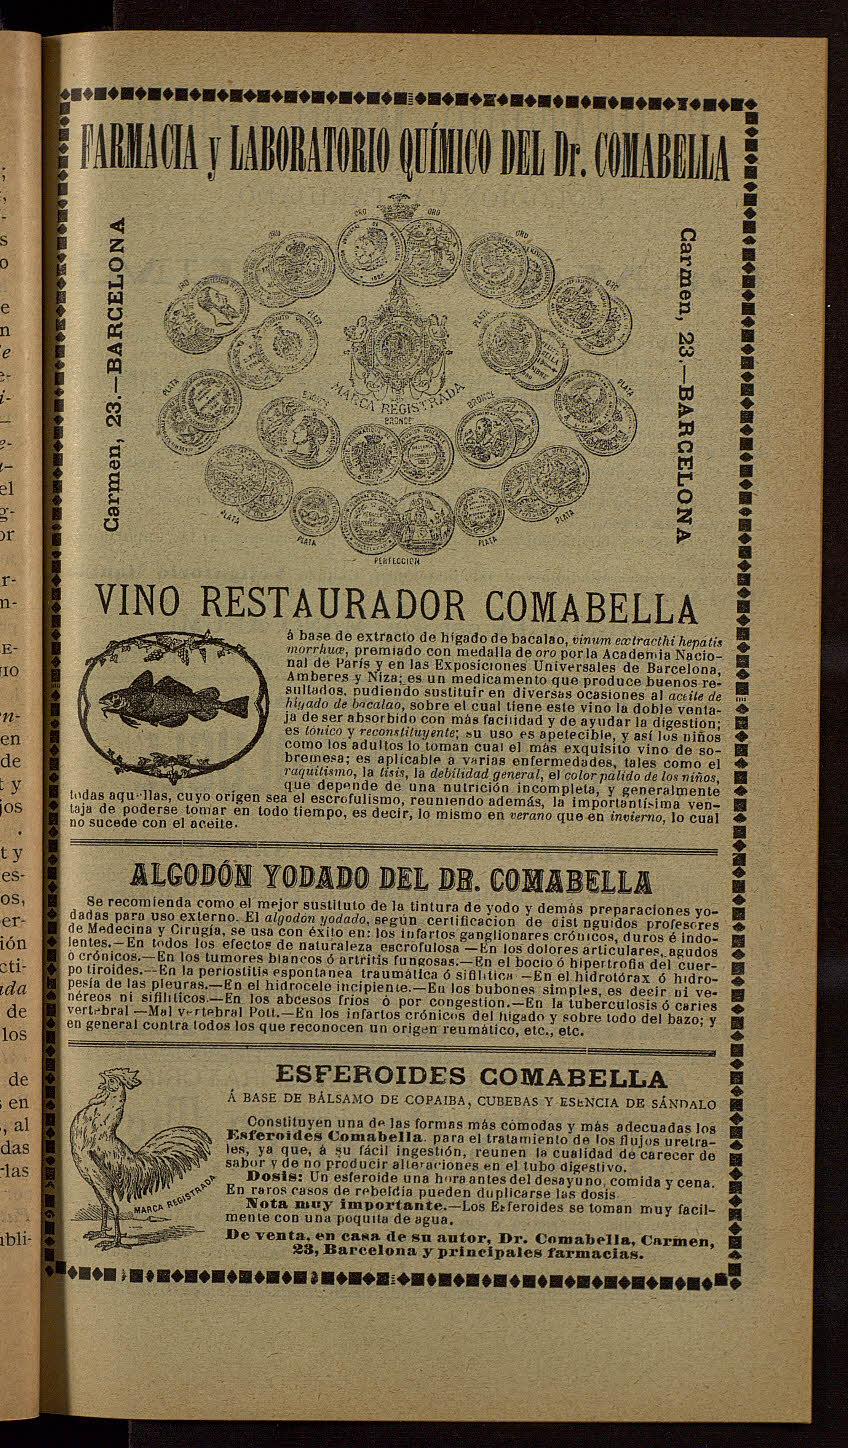 FARMACIA y LABORATORIO QUÍMICO DEL Dr. COMABELLA
Carmen, 23.—BARCELONA
Carmen, 23.—BARCELONA
ORO
ORO
ORO
ORO
ORO
ORO
PLATA
PLATA
PLATA
PLATA
MARCA REGISTRADA
BRONCE
BRONCE
BRONCE
PLATA
PLATA
PLATA
PLATA
PERFECCION
VINO RESTAURADOR COMABELLA
á base de extracto de hígado de bacalao, vinum extracthi hepatis
morrhuæ, premiado con medalla de oro por la Academia Nacio-
nal de París y en las Exposiciones Universales de Barcelona,
Amberes y Niza; es un medicamento que produce buenos re-
sultados, pudiendo sustituir en diversas ocasiones al aceite de
hígado de bacalao, sobre el cual tiene este vino la doble venta-
ja de ser absorbido con más facilidad y de ayudar la digestión;
es tónico y reconstituyente; su uso es apetecible, y así los niños
como los adultos lo toman cual el más exquisito vino de so-
bremesa; es aplicable a varias enfermedades, tales como el
raquitismo, la tisis, la debilidad general, el color pálido de los niños,
que depende de una nutrición incompleta, y generalmente
todas aquellas, cuyo origen sea el escrofulismo, reuniendo además, la importantísima ven-
taja de poderse tomar en todo tiempo, es decir, lo mismo en verano que en invierno, lo cual
no sucede con el aceite.
ALGODÓN YODADO DEL DR. COMABELLA
Se recomienda como el mejor sustituto de la tintura de yodo y demás preparaciones yo-
dadas para uso externo. El algodón yodado, según certificación de distinguidos profesores
de Medecina y Cirugía, se usa con éxito en: los infartos ganglionares crónicos, duros ó indo-
lentes.—En todos los efectos de naturaleza escrofulosa —En los dolores articulares, agudos
ó crónicos.—En los tumores blancos ó artritis fungosas.—En el bocio ó hipertrofia del cuer-
po tiroides.—En la periostitis espontanea traumática ó sifilítica —En el hidrotórax ó hidro-
pesía de las pleuras.—En el hidrocele incipiente.—En los bubones simples, es decir ni ve-
néreos ni sifilíticos.—En los abcesos fríos ó por congestion.—En la tuberculosis ó caries
vertebral —Mal vertebral Pott.—En los infartos crónicos del hígado y sobre todo del bazo; y
en general contra todos los que reconocen un origen reumático, etc., etc.
ESFEROIDES COMABELLA
Á BASE DE BÁLSAMO DE COPAIBA, CUBEBAS Y ESENCIA DE SÁNDALO
Constituyen una de las formas más cómodas y más adecuadas los
Esferoides Comabella. para el tratamiento de los flujos uretra-
les, ya que, á su fácil ingestión, reunen la cualidad de carecer de
sabor y de no producir alteraciones en el tubo digestivo.
Dosis: Un esferoide una hora antes del desayuno, comida y cena.
En raros casos de rebeldía pueden duplicarse las dosis
Nota muy importante.—Los Esferoides se toman muy facil-
mente con una poquita de agua.
De venta, en casa de su autor, Dr. Comabella, Carmen,
23, Barcelona y principales farmacias.
MARCA REGISTRADA